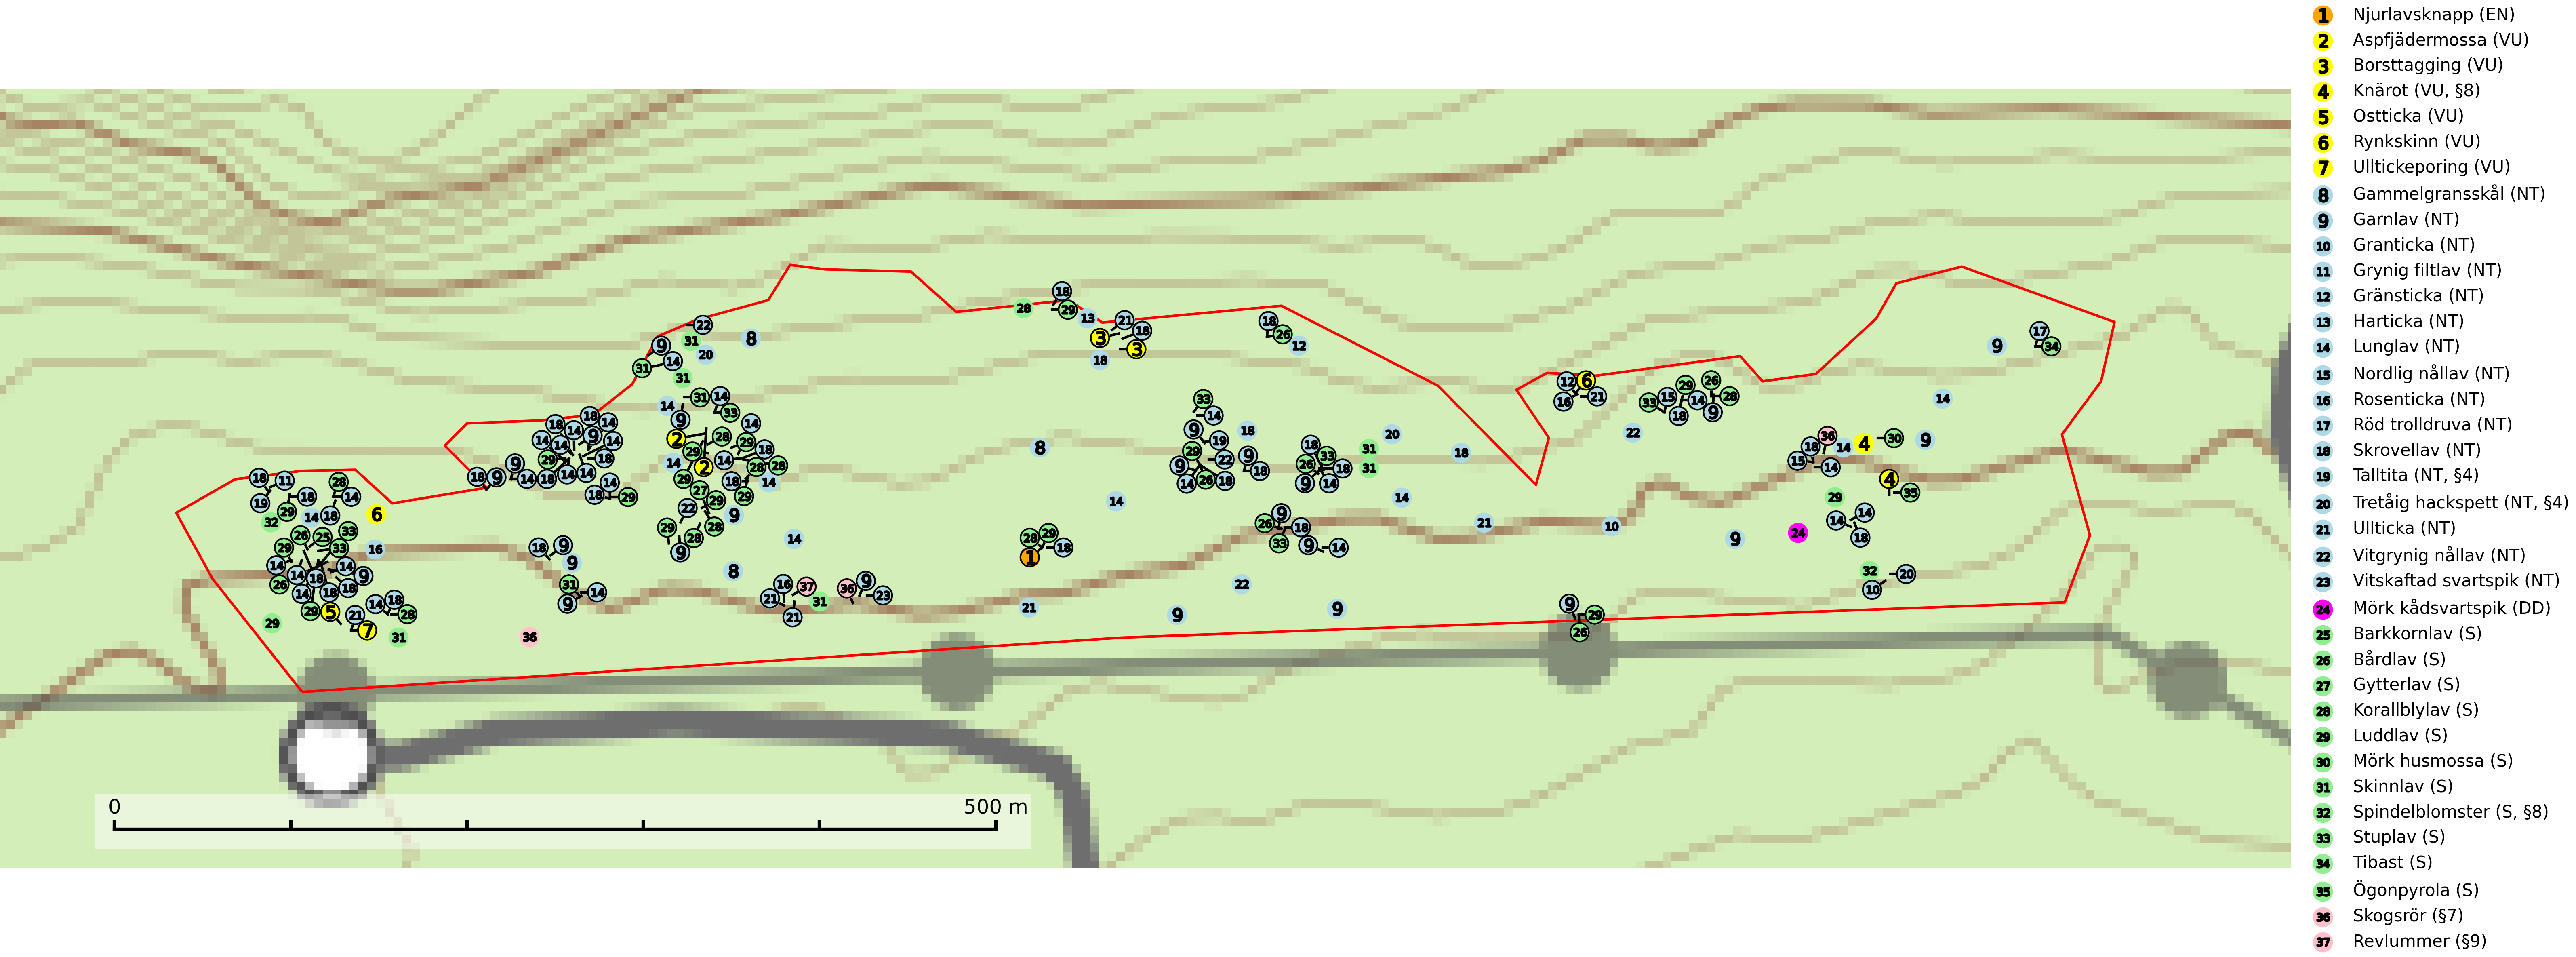 1 Njurlavsknapp (EN)
2 Aspfjädermossa (VU)
3 Borsttagging (VU)
4 Knärot (VU, §8)
5 Ostticka (VU)
6 Rynkskinn (VU)
7 Ulltickeporing (VU)
8 Gammelgransskål (NT)
9 Garnlav (NT)
10 Granticka (NT)
11 Grynig filtlav (NT)
12 Gränsticka (NT)
13 Harticka (NT)
14 Lunglav (NT)
15 Nordlig nållav (NT)
16 Rosenticka (NT)
17 Röd trolldruva (NT)
18 Skrovellav (NT)
19 Talltita (NT, §4)
20 Tretåig hackspett (NT, §4)
21 Ullticka (NT)
22 Vitgrynig nållav (NT)
23 Vitskaftad svartspik (NT)
24 Mörk kådsvartspik (DD)
25 Barkkornlav (S)
26 Bårdlav (S)
27 Gytterlav (S)
28 Korallblylav (S)
29 Luddlav (S)
30 Mörk husmossa (S)
31 Skinnlav (S)
32 Spindelblomster (S, §8)
33 Stuplav (S)
34 Tibast (S)
35 Ögonpyrola (S)
36 Skogsrör (§7)
37 Revlummer (§9)
0 500 m